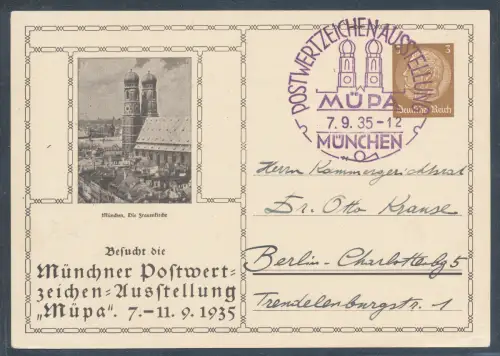 POSTWERTZEICHEN AUSSTELLUNG
MÜPA
7.9.35-12
MÜNCHEN
3
Deutsches Reich
München. Die Frauenkirche
Besucht die
Münchner Postwert=
zeichen=Ausstellung
„Müpa". 7.-11.9.1935
Herrn Kammergerichtsrat
Dr. Otto Krause
Berlin-Charlottenbg 5
Trendelenburgstr. 1